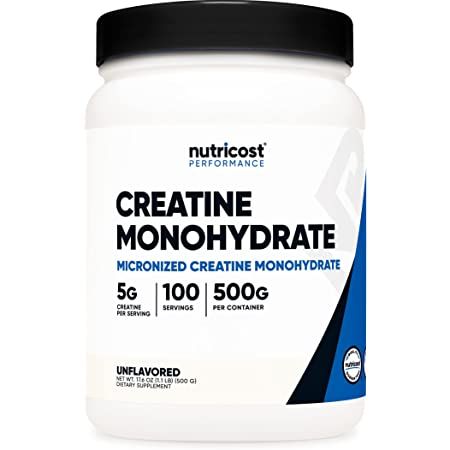 nutricost®
PERFORMANCE
CREATINE
MONOHYDRATE
MICRONIZED CREATINE MONOHYDRATE
5G 100 500G
CREATINE PER SERVING SERVINGS PER CONTAINER
UNFLAVORED
NET WT. 17.6 OZ (1.1 LB) (500 G)
DIETARY SUPPLEMENT
nutricost